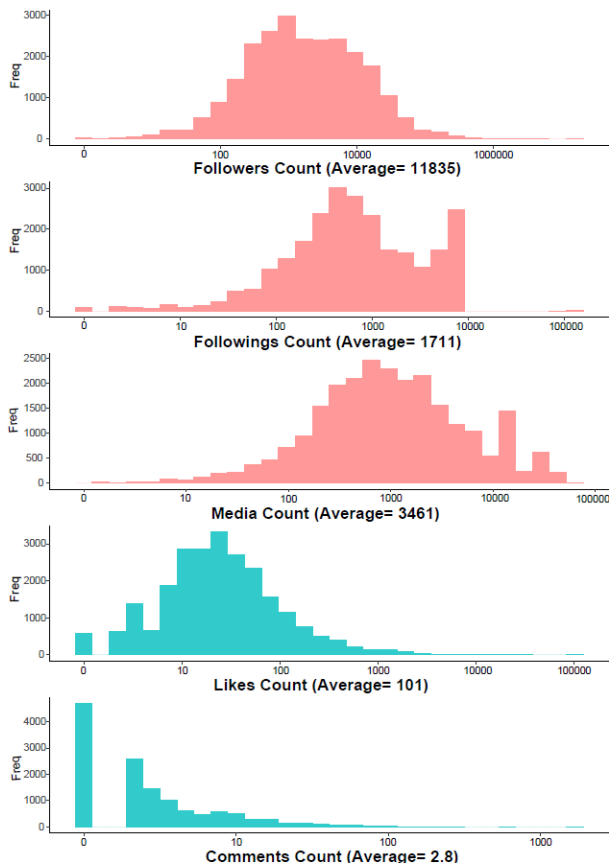 3000
2000
1000
0
Freq
0 100 10000 1000000
Followers Count (Average= 11835)
3000
2000
1000
0
Freq
0 10 100 1000 10000 100000
Followings Count (Average= 1711)
2500
2000
1500
1000
500
0
Freq
0 10 100 1000 10000 100000
Media Count (Average= 3461)
3000
2000
1000
0
Freq
0 10 100 1000 10000 100000
Likes Count (Average= 101)
4000
3000
2000
1000
0
Freq
0 10 1000
Comments Count (Average= 2.8)